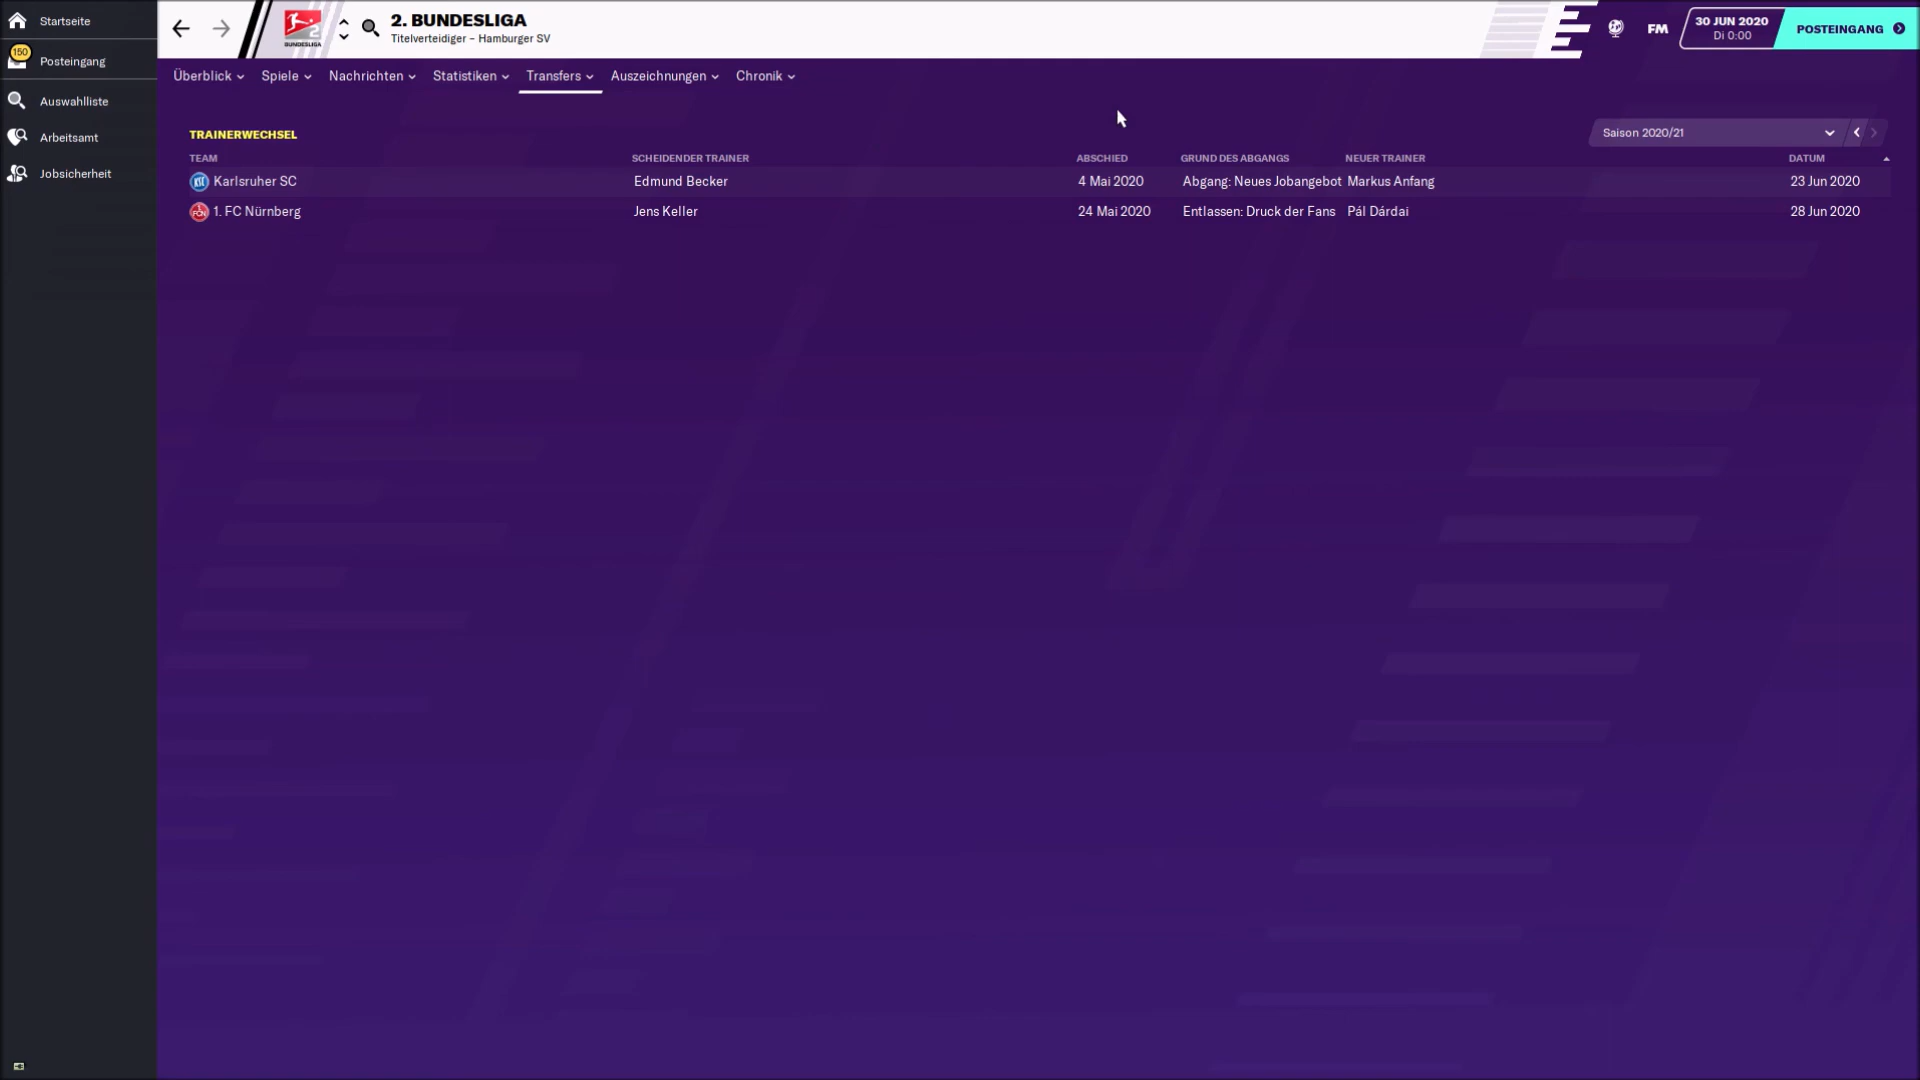 Startseite
150
Posteingang
Auswahlliste
Arbeitsamt
Jobsicherheit
BUNDESLIGA
2. BUNDESLIGA
Titelverteidiger – Hamburger SV
FM
30 JUN 2020
Di 0:00
POSTEINGANG
Überblick Spiele Nachrichten Statistiken Transfers Auszeichnungen Chronik
TRAINERWECHSEL
Saison 2020/21
TEAM SCHEIDENDER TRAINER ABSCHIED GRUND DES ABGANGS NEUER TRAINER DATUM
KSC Karlsruher SC Edmund Becker 4 Mai 2020 Abgang: Neues Jobangebot Markus Anfang 23 Jun 2020
FCN 1. FC Nürnberg Jens Keller 24 Mai 2020 Entlassen: Druck der Fans Pál Dárdai 28 Jun 2020